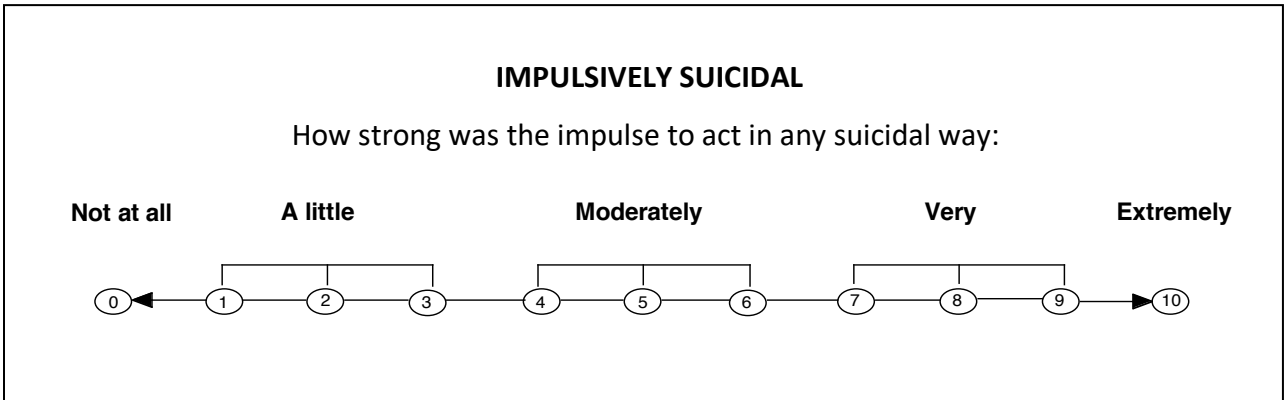 IMPULSIVELY SUICIDAL
How strong was the impulse to act in any suicidal way:
Not at all A little Moderately Very Extremely
0 1 2 3 4 5 6 7 8 9 10